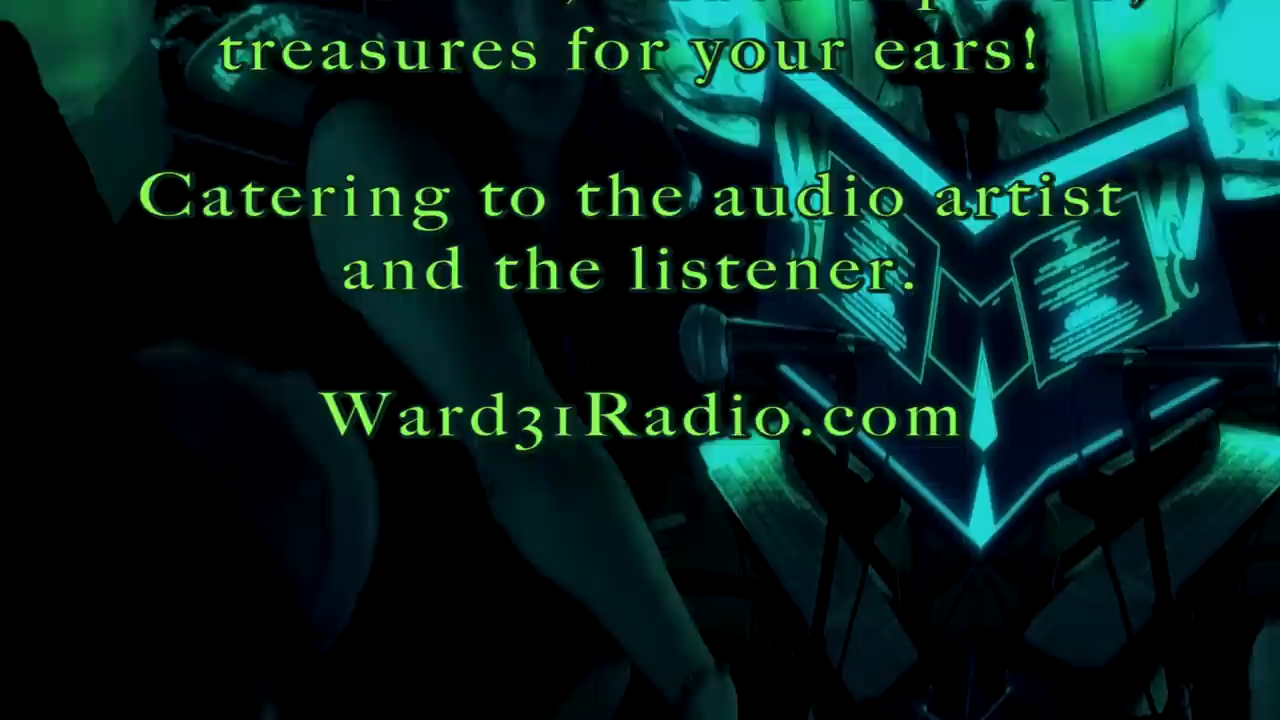 treasures for your ears!
Catering to the audio artist
and the listener.
Ward31Radio.com